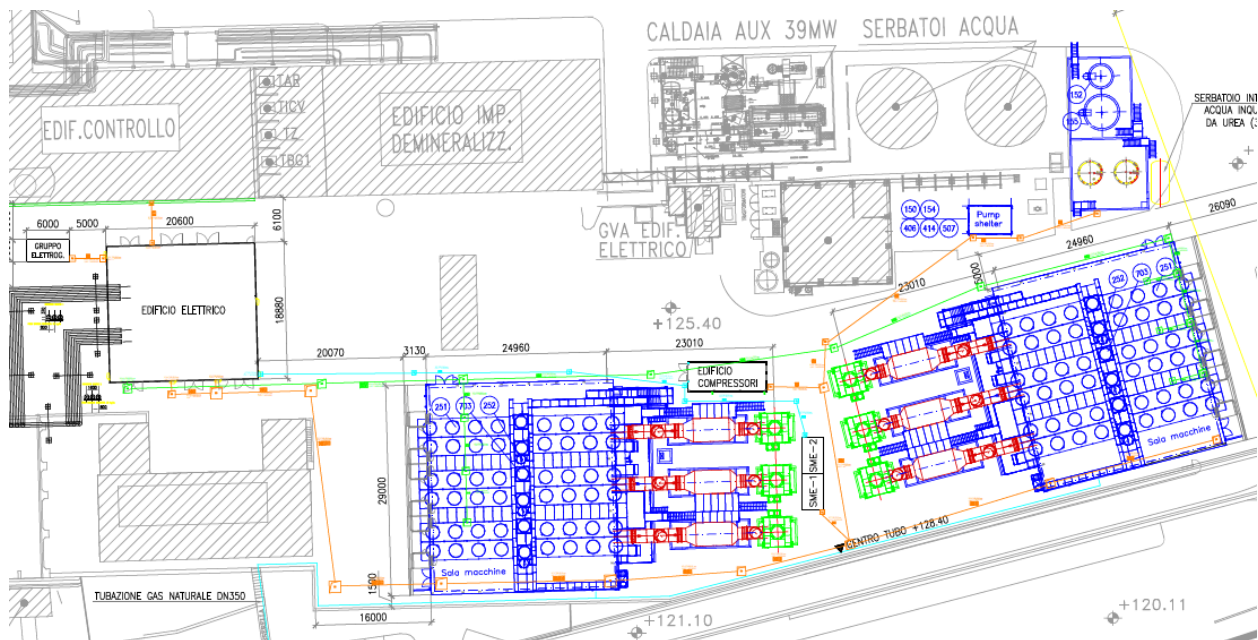 CALDAIA AUX 39MW
SERBATOI ACQUA
EDIF.CONTROLLO
TAR
TICV
TZ
TBG1
EDIFICIO IMP.
DEMINERALIZZ.
152
155
SERBATOIO INT
ACQUA INQU
DA UREA (3
6000
5000
20600
6100
GRUPPO
ELETTROG.
EDIFICIO ELETTRICO
18880
GVA EDIF.
ELETTRICO
150
154
406
414
507
Pump
shelter
26090
24960
5000
23010
252
703
251
+125.40
20070
3130
24960
23010
EDIFICIO
COMPRESSORI
251
703
252
Sala macchine
SME-1
SME-2
29000
Sala macchine
CENTRO TUBO +128.40
1500
TUBAZIONE GAS NATURALE DN350
16000
+121.10
+120.11